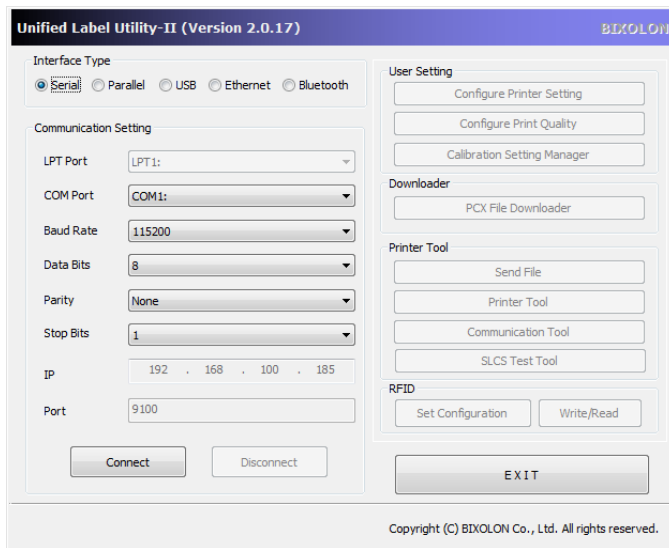 Unified Label Utility-II (Version 2.0.17)
BIXOLON
Interface Type
Serial Parallel USB Ethernet Bluetooth
Communication Setting
LPT Port LPT1:
COM Port COM1:
Baud Rate 115200
Data Bits 8
Parity None
Stop Bits 1
IP 192 . 168 . 100 . 185
Port 9100
Connect Disconnect
User Setting
Configure Printer Setting
Configure Print Quality
Calibration Setting Manager
Downloader
PCX File Downloader
Printer Tool
Send File
Printer Tool
Communication Tool
SLCS Test Tool
RFID
Set Configuration Write/Read
EXIT
Copyright (C) BIXOLON Co., Ltd. All rights reserved.